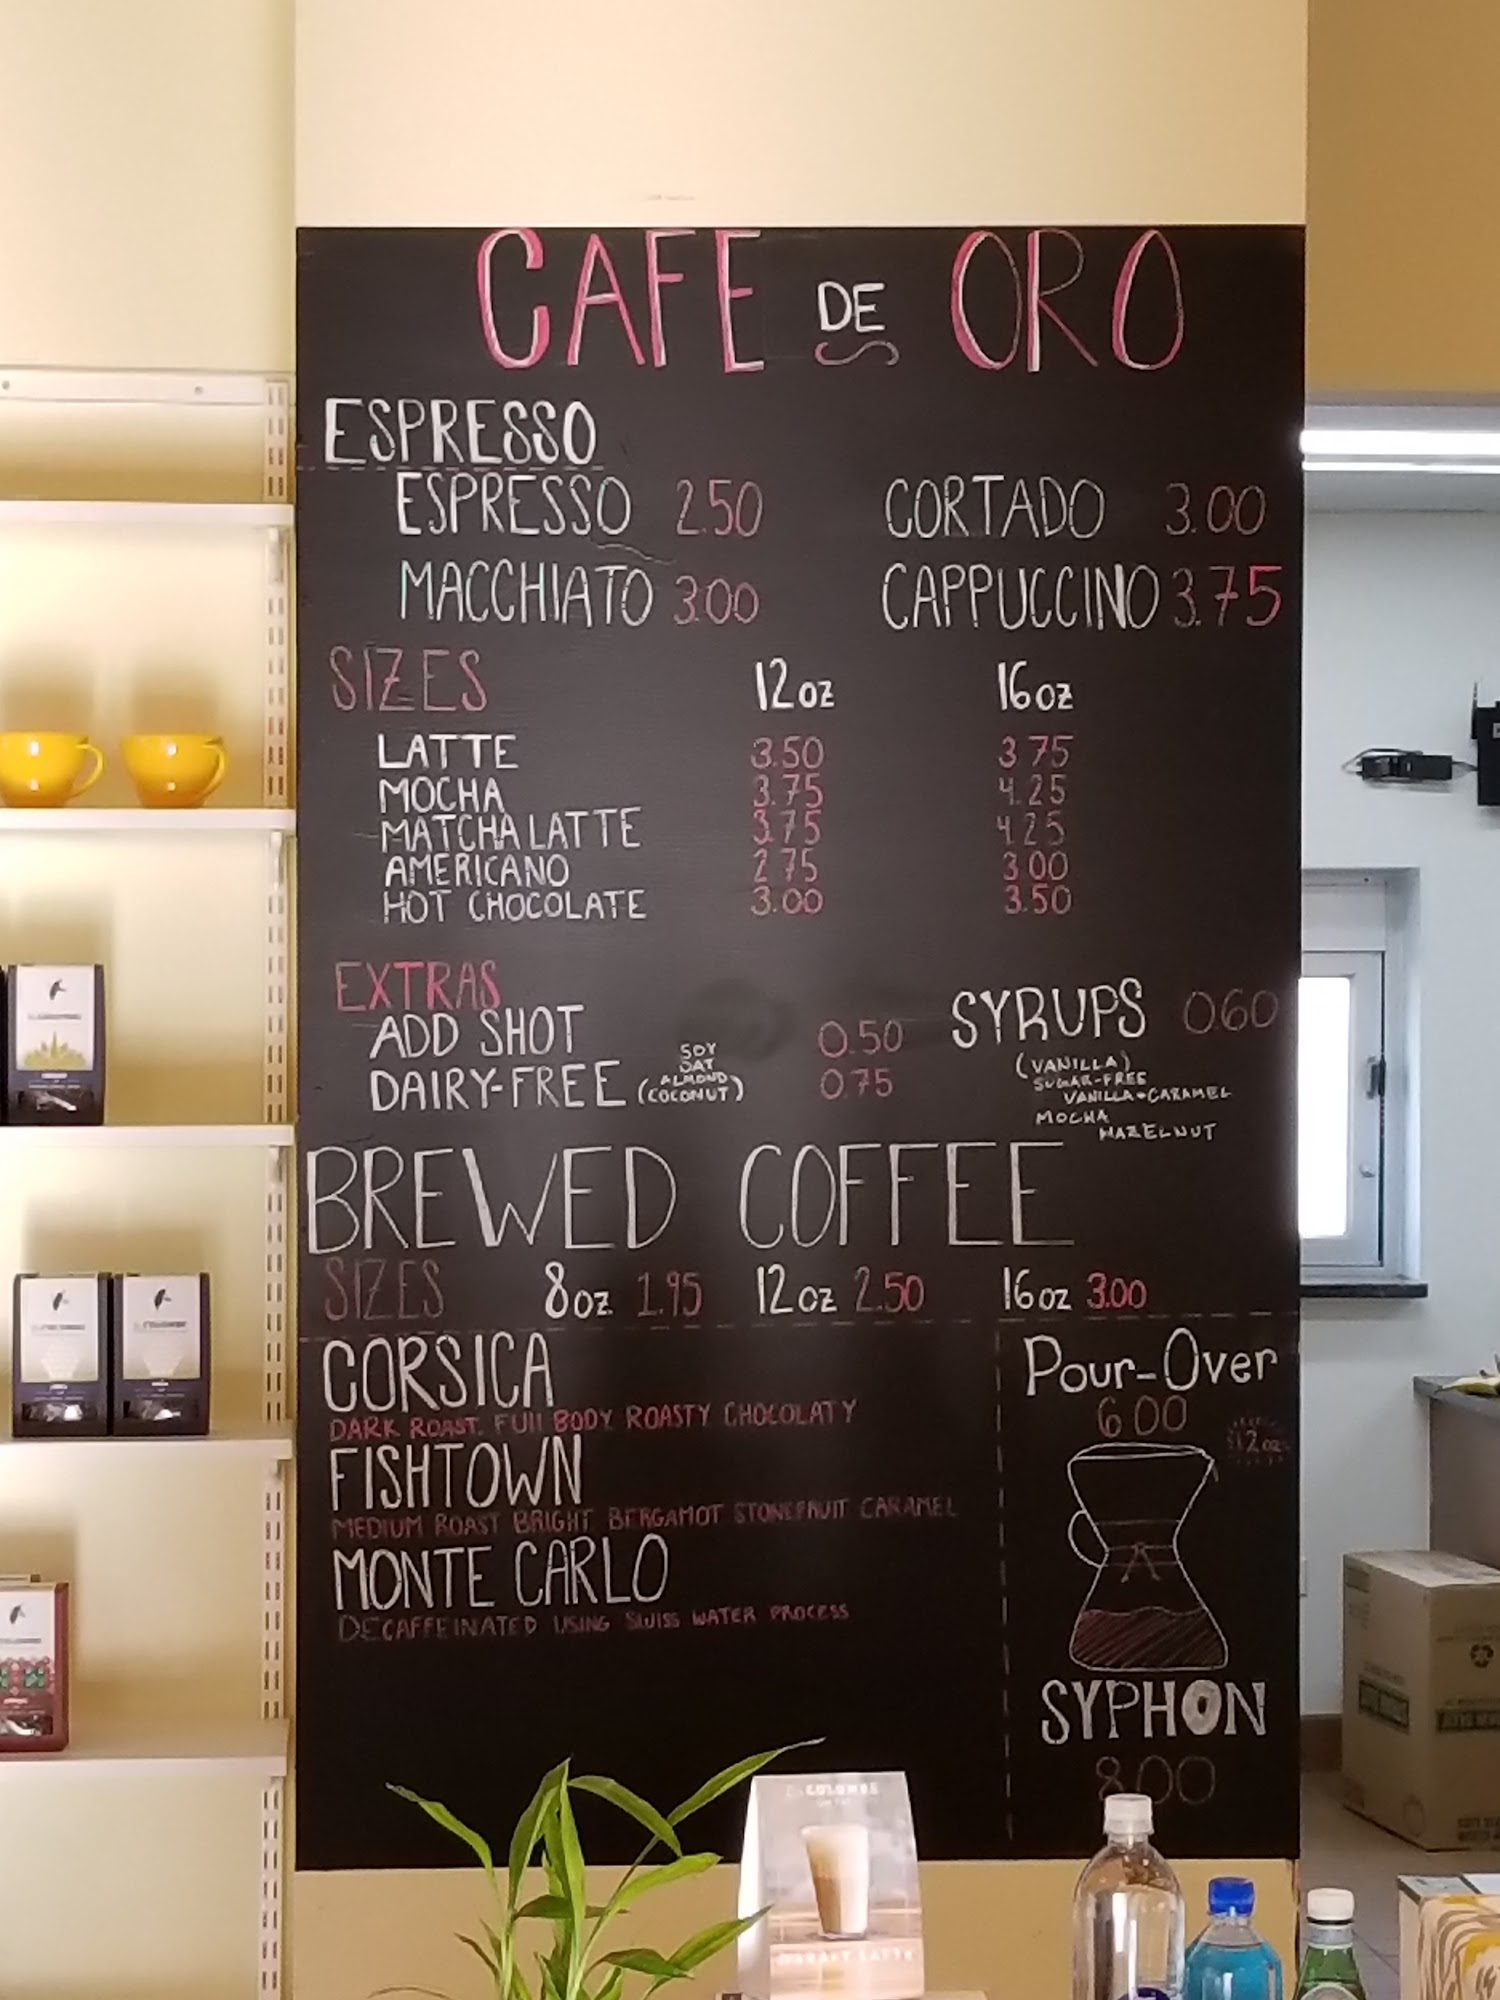 CAFE DE ORO
ESPRESSO
ESPRESSO 2.50 CORTADO 3.00
MACCHIATO 3.00 CAPPUCCINO 3.75
SIZES 12oz 16oz
LATTE 3.50 3.75
MOCHA 3.75 4.25
MATCHA LATTE 3.75 4.25
AMERICANO 2.75 3.00
HOT CHOCOLATE 3.00 3.50
EXTRAS
ADD SHOT 0.50
DAIRY-FREE (SOY OAT ALMOND COCONUT) 0.75
SYRUPS 0.60
(VANILLA)
SUGAR-FREE
VANILLA • CARAMEL
MOCHA
HAZELNUT
BREWED COFFEE
SIZES 8oz 1.95 12oz 2.50 16oz 3.00
CORSICA
DARK ROAST. FULL BODY ROASTY CHOCOLATY
FISHTOWN
MEDIUM ROAST BRIGHT BERGAMOT STONEFRUIT CARAMEL
MONTE CARLO
DECAFFEINATED USING SWISS WATER PROCESS
Pour-Over
6.00
12oz
SYPHON
8.00
LA COLOMBE
DRAFT LATTE